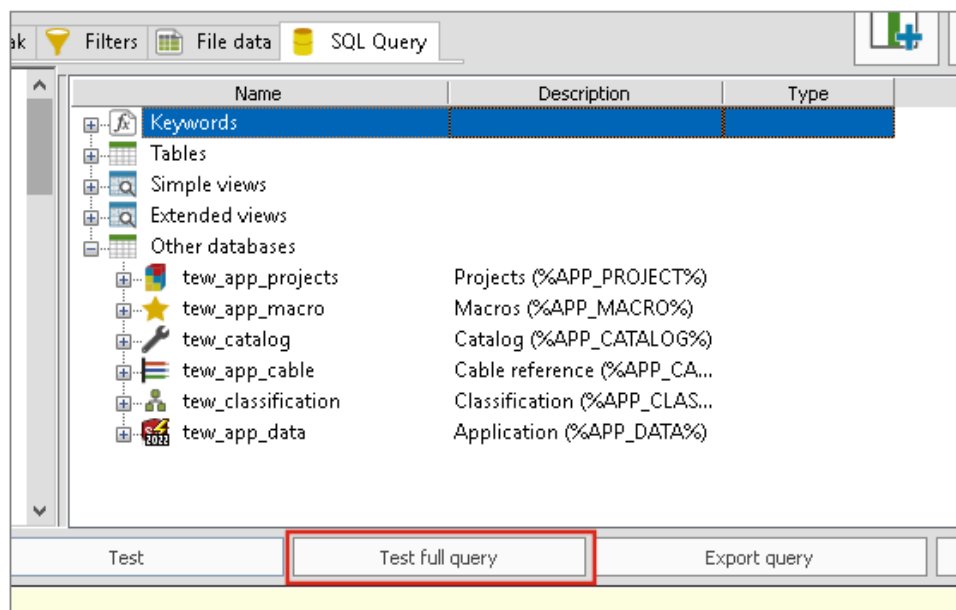 ak Filters File data SQL Query
Name Description Type
Keywords
Tables
Simple views
Extended views
Other databases
tew_app_projects Projects (%APP_PROJECT%)
tew_app_macro Macros (%APP_MACRO%)
tew_catalog Catalog (%APP_CATALOG%)
tew_app_cable Cable reference (%APP_CA...
tew_classification Classification (%APP_CLAS...
2022 tew_app_data Application (%APP_DATA%)
Test Test full query Export query